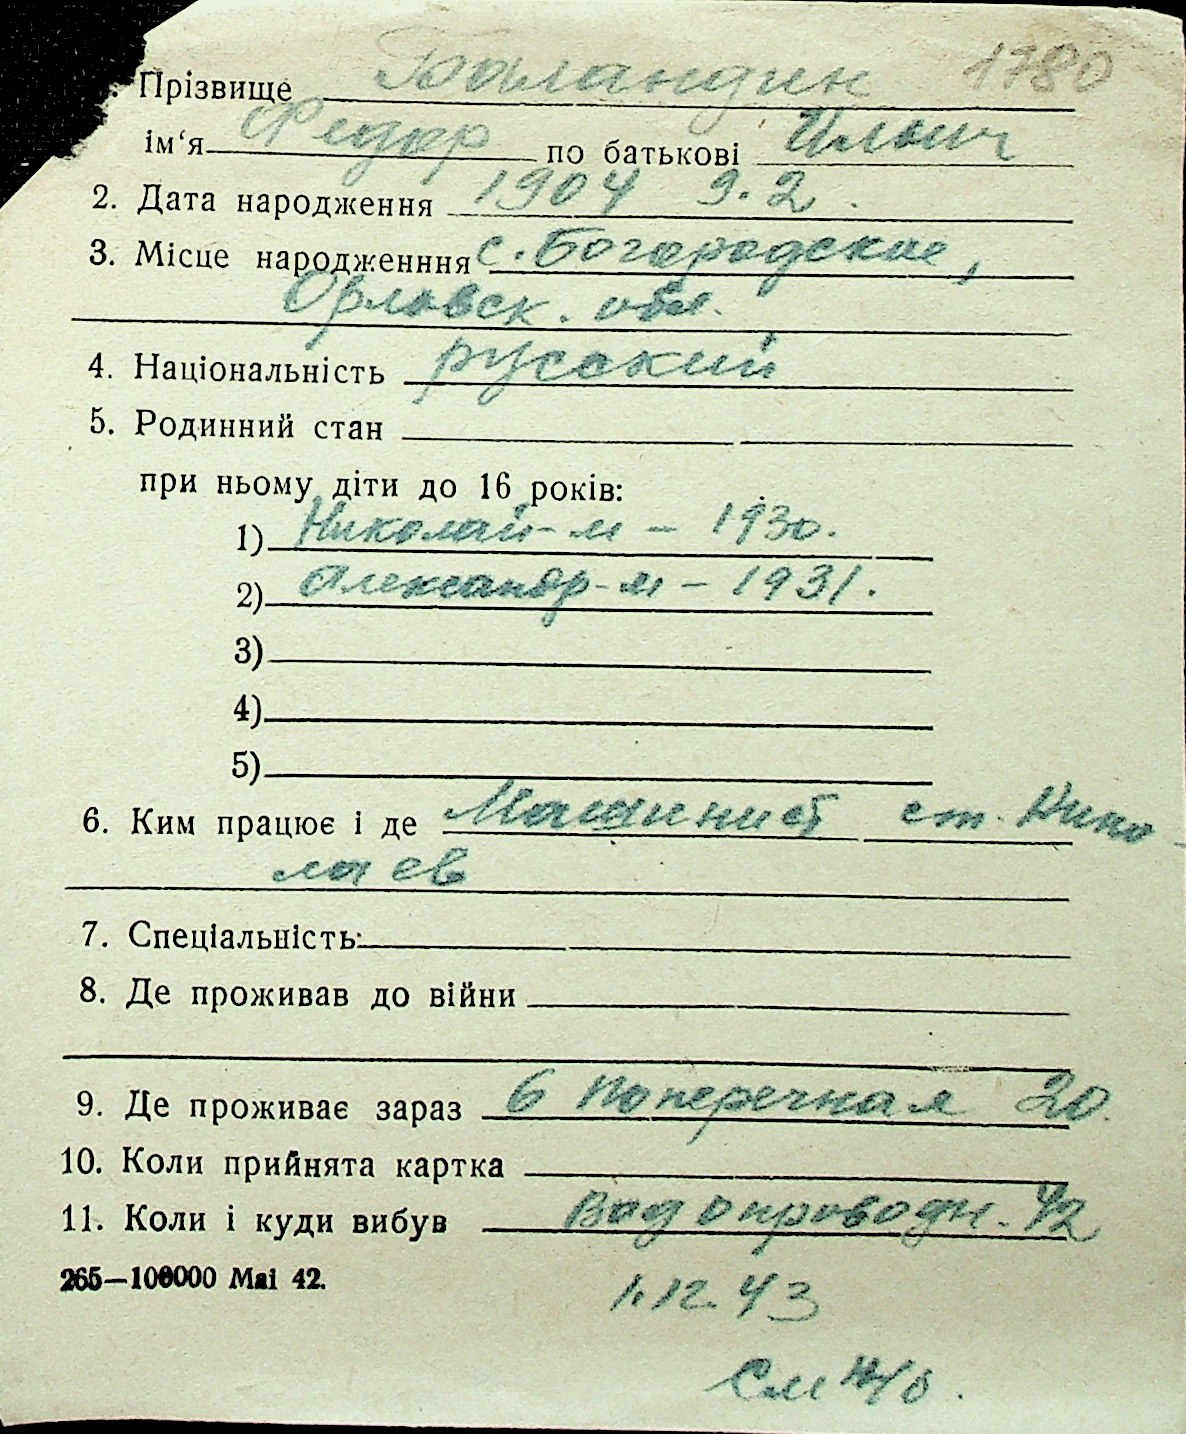 1780
. Прізвище Баландин
ім‘я Федор по батькові Ильич
2. Дата народження 1904 9.2.
3. Місце народженння с. Богородское,
Орловск. обл.
4. Національність русский
5. Родинний стан
при ньому діти до 16 років:
1) Николай-м – 1930.
2) Александр-м – 1931.
3)
4)
5)
6. Ким працює і де Машинист ст. Нико-
лаев
7. Спеціальність
8. Де проживав до війни
9. Де проживає зараз 6 Поперечная 20.
10. Коли прийнята картка
11. Коли і куди вибув Водопроводн. 42
265—100000 Маі 42.
1.12.43
См